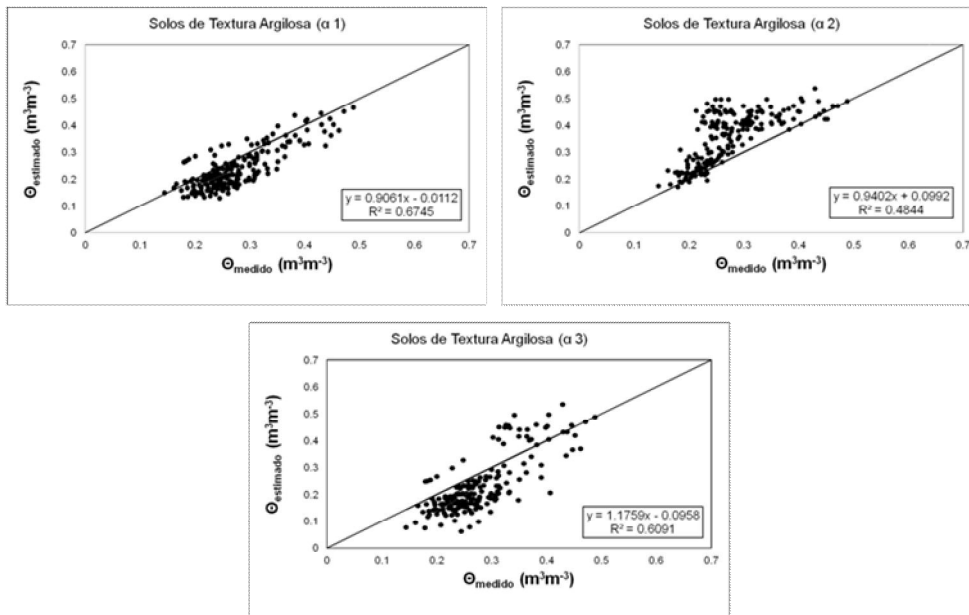 Solos de Textura Argilosa (α 1)
0.7
0.6
0.5
0.4
0.3
0.2
0.1
0
Θestimado (m³m⁻³)
y = 0.9061x - 0.0112
R² = 0.6745
0 0.1 0.2 0.3 0.4 0.5 0.6 0.7
Θmedido (m³m⁻³)
Solos de Textura Argilosa (α 2)
0.7
0.6
0.5
0.4
0.3
0.2
0.1
0
Θestimado (m³m⁻³)
y = 0.9402x + 0.0992
R² = 0.4844
0 0.1 0.2 0.3 0.4 0.5 0.6 0.7
Θmedido (m³m⁻³)
Solos de Textura Argilosa (α 3)
0.7
0.6
0.5
0.4
0.3
0.2
0.1
0
Θestimado (m³m⁻³)
y = 1.1759x - 0.0958
R² = 0.6091
0 0.1 0.2 0.3 0.4 0.5 0.6 0.7
Θmedido (m³m⁻³)